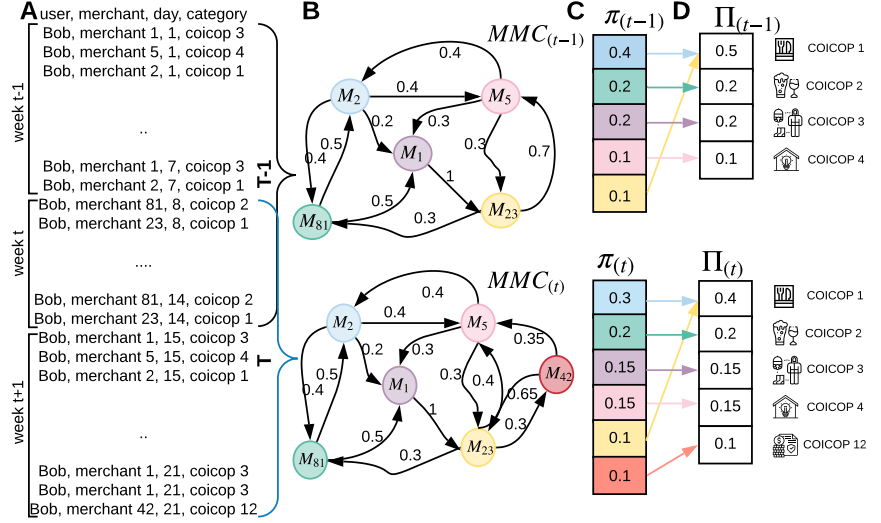 A
user, merchant, day, category
week t-1
Bob, merchant 1, 1, coicop 3
Bob, merchant 5, 1, coicop 4
Bob, merchant 2, 1, coicop 1
..
Bob, merchant 1, 7, coicop 3
Bob, merchant 2, 7, coicop 1
T-1
week t
Bob, merchant 81, 8, coicop 2
Bob, merchant 23, 8, coicop 1
....
Bob, merchant 81, 14, coicop 2
Bob, merchant 23, 14, coicop 1
week t+1
Bob, merchant 1, 15, coicop 3
Bob, merchant 5, 15, coicop 4
Bob, merchant 2, 15, coicop 1
T
..
Bob, merchant 1, 21, coicop 3
Bob, merchant 1, 21, coicop 3
Bob, merchant 42, 21, coicop 12
B
MMC(t−1)
0.4
M2
0.4
M5
0.2
0.3
0.5
0.4
M1
0.3
0.7
1
0.5
M81
0.3
M23
MMC(t)
0.4
M2
0.4
M5
0.35
0.2
0.3
0.5
0.4
M1
0.3
0.4
M42
0.65
1
0.3
0.5
M81
0.3
M23
C
π(t−1)
0.4
0.2
0.2
0.1
0.1
π(t)
0.3
0.2
0.15
0.15
0.1
0.1
D
Π(t−1)
0.5 COICOP 1
0.2 COICOP 2
0.2 COICOP 3
0.1 COICOP 4
Π(t)
0.4 COICOP 1
0.2 COICOP 2
0.15 COICOP 3
0.15 COICOP 4
0.1 COICOP 12